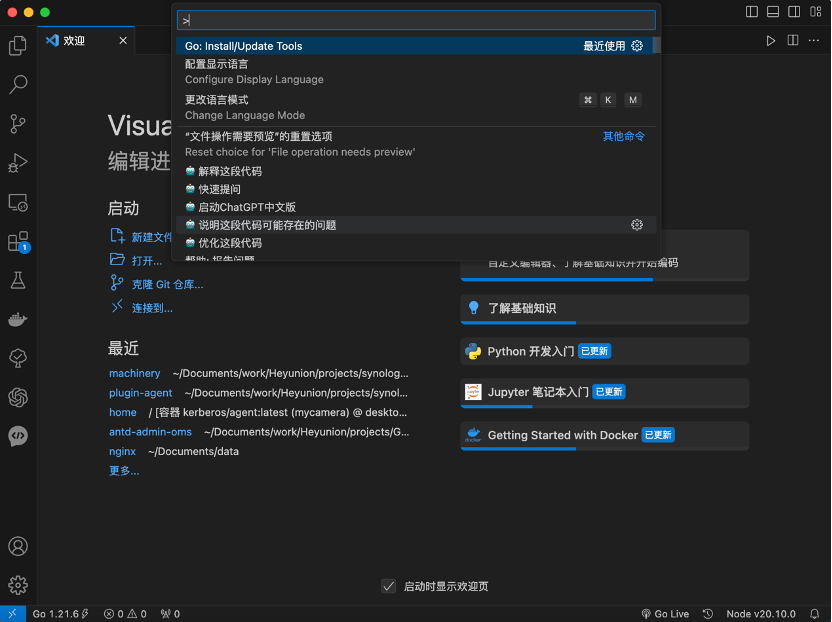 >
欢迎
Go: Install/Update Tools
最近使用
配置显示语言
Configure Display Language
更改语言模式
⌘ K M
Change Language Mode
“文件操作需要预览”的重置选项
其他命令
Reset choice for 'File operation needs preview'
解释这段代码
快速提问
启动ChatGPT中文版
说明这段代码可能存在的问题
优化这段代码
帮助: 报告问题
Visua
编辑进
启动
新建文件
打开...
克隆 Git 仓库...
连接到...
最近
machinery ~/Documents/work/Heyunion/projects/synolog...
plugin-agent ~/Documents/work/Heyunion/projects/synol...
home / [容器 kerberos/agent:latest (mycamera) @ deskto...
antd-admin-oms ~/Documents/work/Heyunion/projects/G...
nginx ~/Documents/data
更多...
自定义编辑器、了解基础知识并开始编码
了解基础知识
Python 开发入门 已更新
Jupyter 笔记本入门 已更新
Getting Started with Docker 已更新
启动时显示欢迎页
1
Go 1.21.6
0 0
0
Go Live
Node v20.10.0